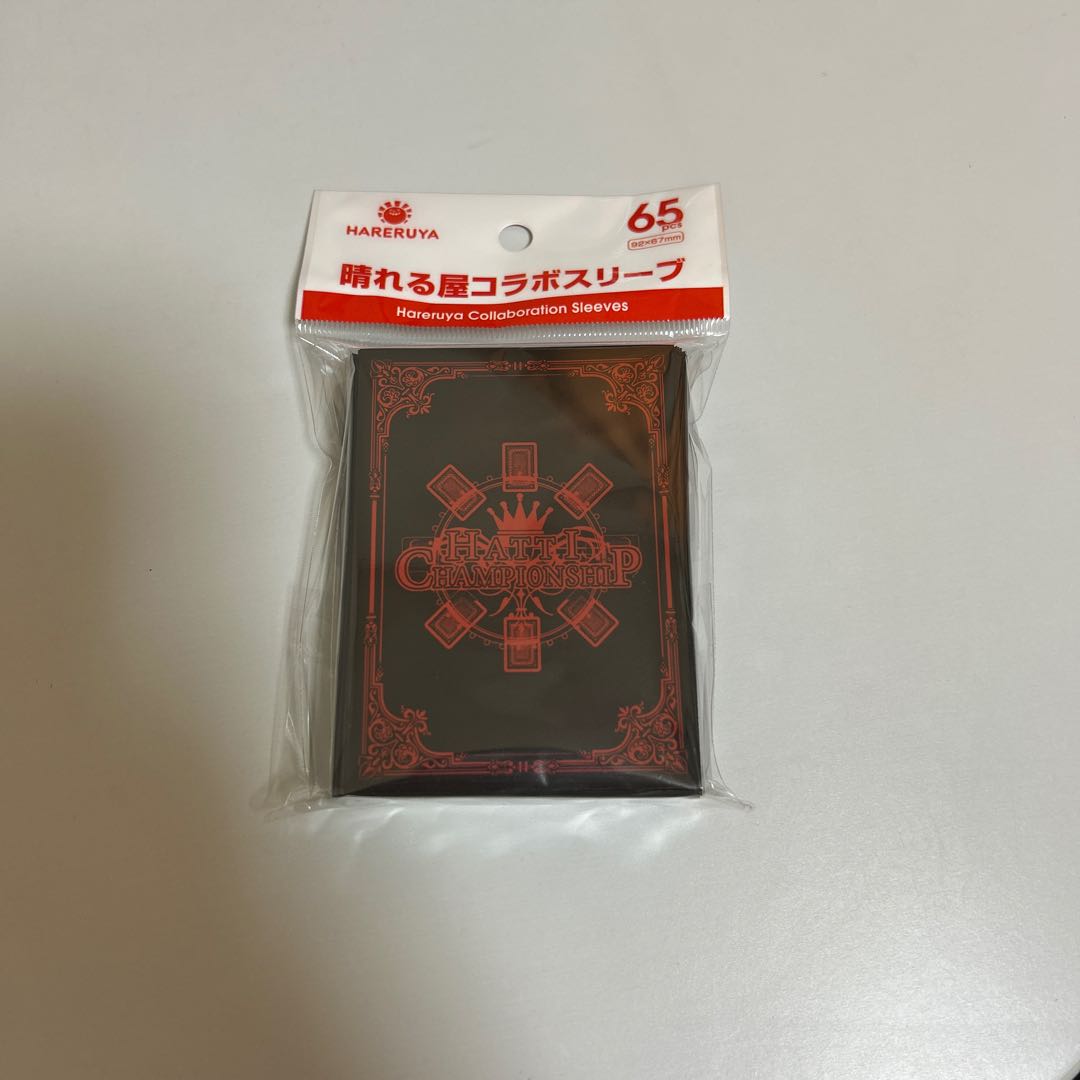 HARERUYA
65
pcs
92×67mm
晴れる屋コラボスリーブ
Hareruya Collaboration Sleeves
HATTI
CHAMPIONSHIP